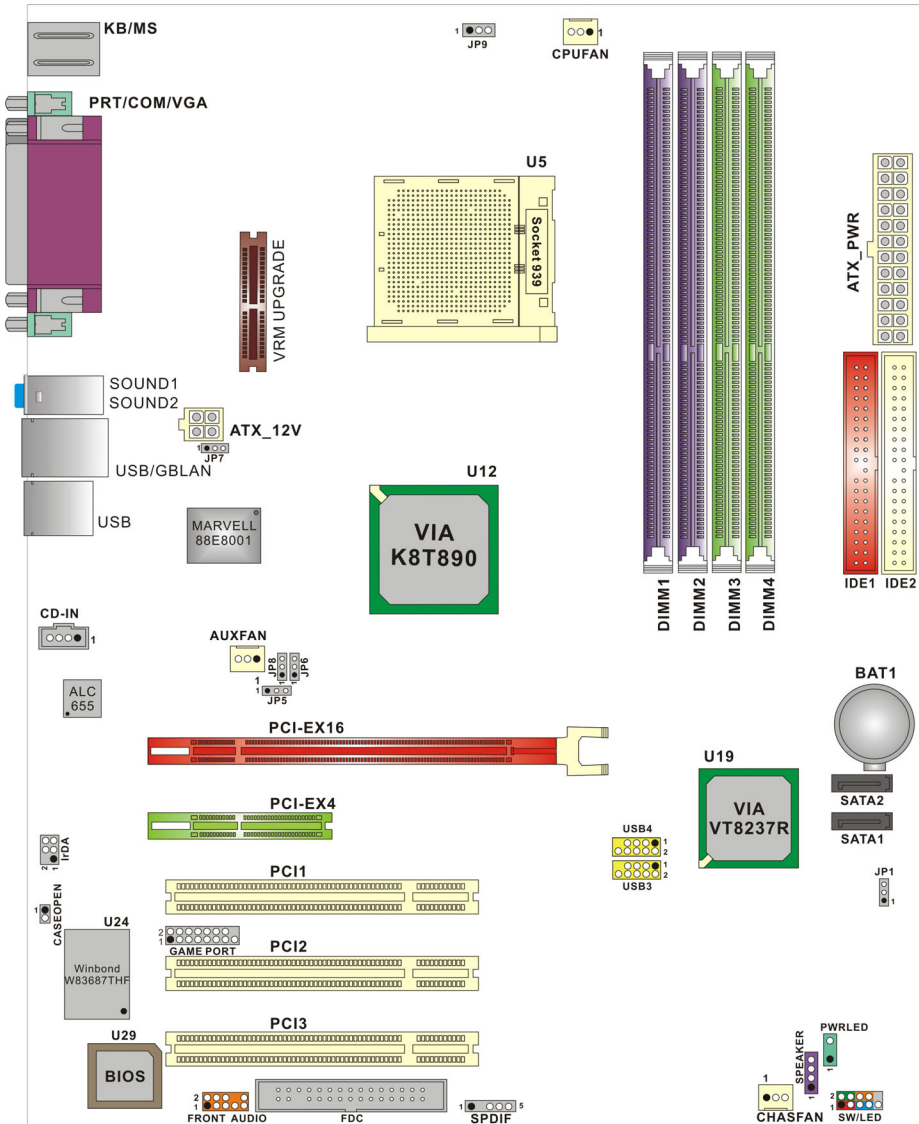 KB/MS
1
JP9
1
CPUFAN
PRT/COM/VGA
U5
Socket 939
VRM UPGRADE
ATX_PWR
SOUND1
SOUND2
ATX_12V
1
JP7
USB/GBLAN
USB
MARVELL
88E8001
U12
VIA
K8T890
DIMM1
DIMM2
DIMM3
DIMM4
IDE1
IDE2
CD-IN
1
AUXFAN
1
JP8
1
JP6
1
1
JP5
ALC
655
BAT1
PCI-EX16
U19
VIA
VT8237R
SATA2
SATA1
PCI-EX4
USB4
1
2
1
USB3
2
IrDA
2
1
JP1
1
PCI1
1
CASEOPEN
U24
Winbond
W83687THF
2
1
GAME PORT
PCI2
PCI3
U29
BIOS
2
1
FRONT AUDIO
FDC
1
5
SPDIF
PWRLED
1
SPEAKER
1
1
CHASFAN
2
1
SW/LED